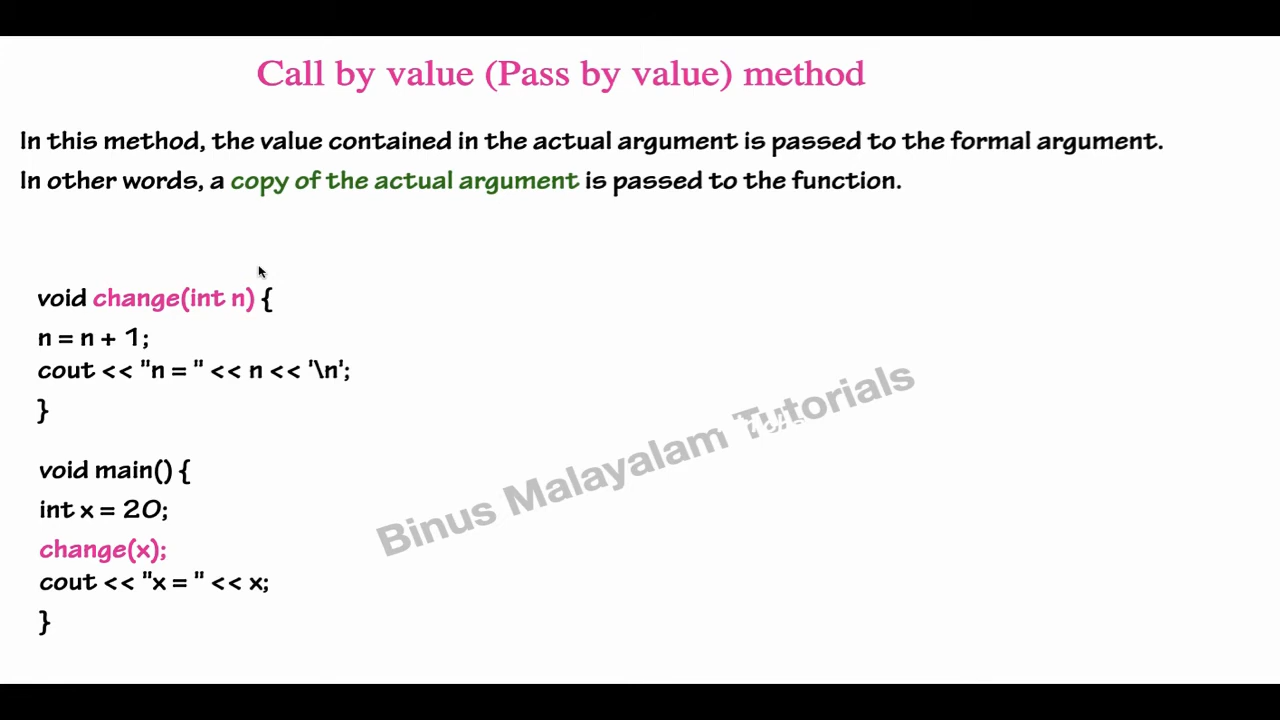 Call by value (Pass by value) method
In this method, the value contained in the actual argument is passed to the formal argument.
In other words, a copy of the actual argument is passed to the function.
void change(int n) {
n = n + 1;
cout << "n = " << n << '\n';
}
void main() {
int x = 20;
change(x);
cout << "x = " << x;
}
Binus Malayalam Tutorials